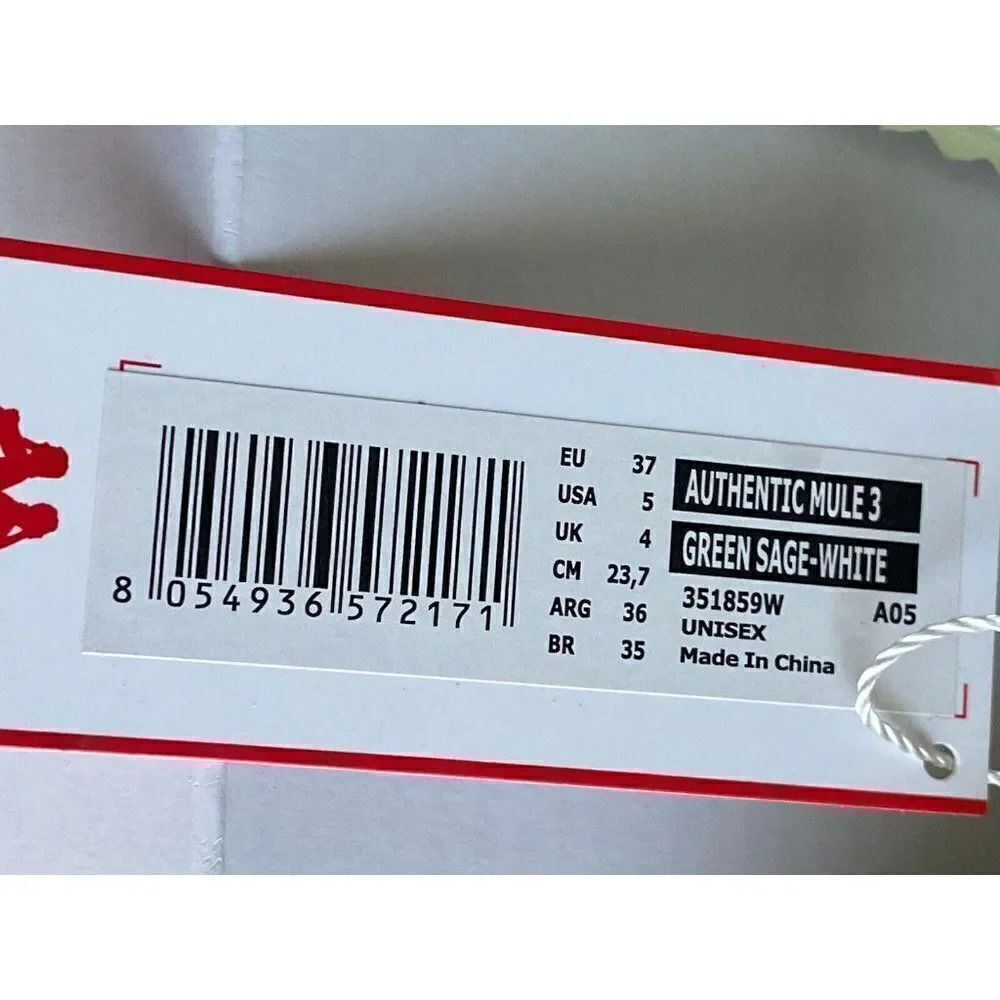 8 054936 572171
EU 37
USA 5
UK 4
CM 23,7
ARG 36
BR 35
AUTHENTIC MULE 3
GREEN SAGE-WHITE
351859W A05
UNISEX
Made In China